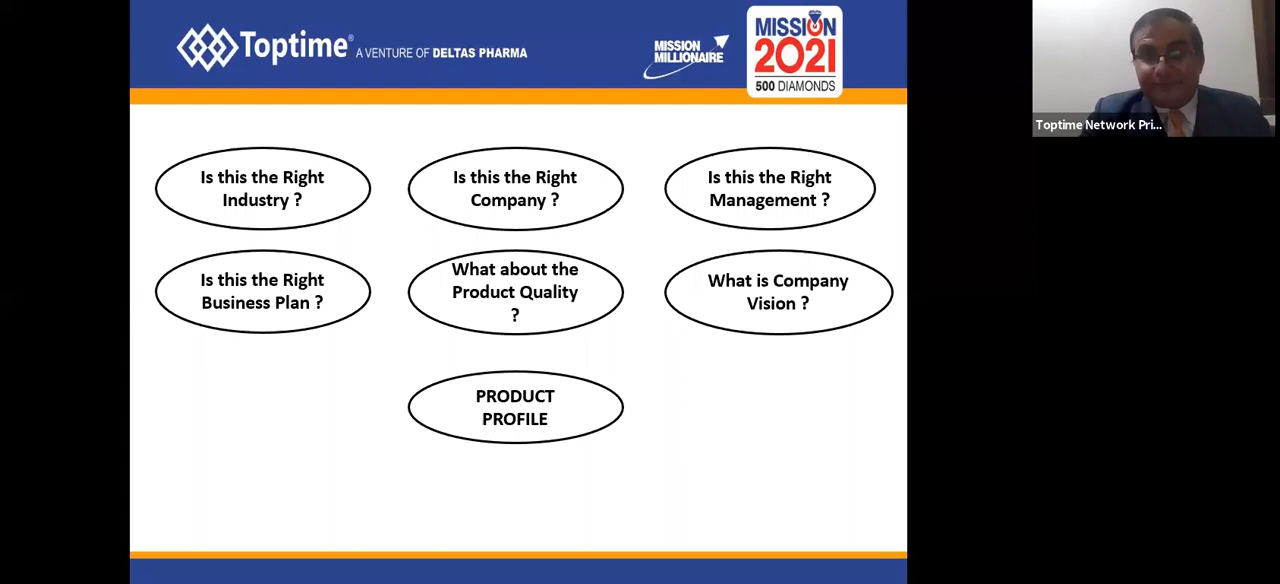 Toptime® A VENTURE OF DELTAS PHARMA
MISSION
MILLIONAIRE
MISSION
2021
500 DIAMONDS
Toptime Network Pri...
Is this the Right
Industry ?
Is this the Right
Company ?
Is this the Right
Management ?
Is this the Right
Business Plan ?
What about the
Product Quality
?
What is Company
Vision ?
PRODUCT
PROFILE